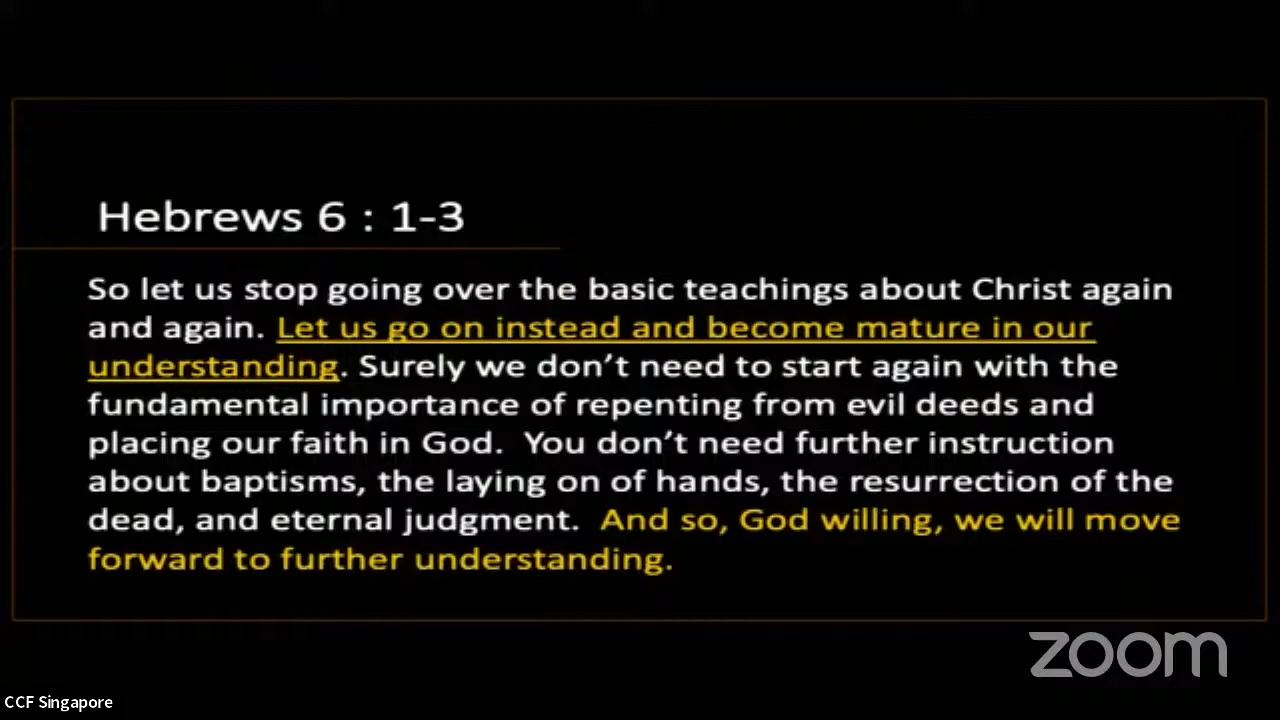 Hebrews 6 : 1-3
So let us stop going over the basic teachings about Christ again
and again. Let us go on instead and become mature in our
understanding. Surely we don’t need to start again with the
fundamental importance of repenting from evil deeds and
placing our faith in God.  You don’t need further instruction
about baptisms, the laying on of hands, the resurrection of the
dead, and eternal judgment.  And so, God willing, we will move
forward to further understanding.
zoom
CCF Singapore